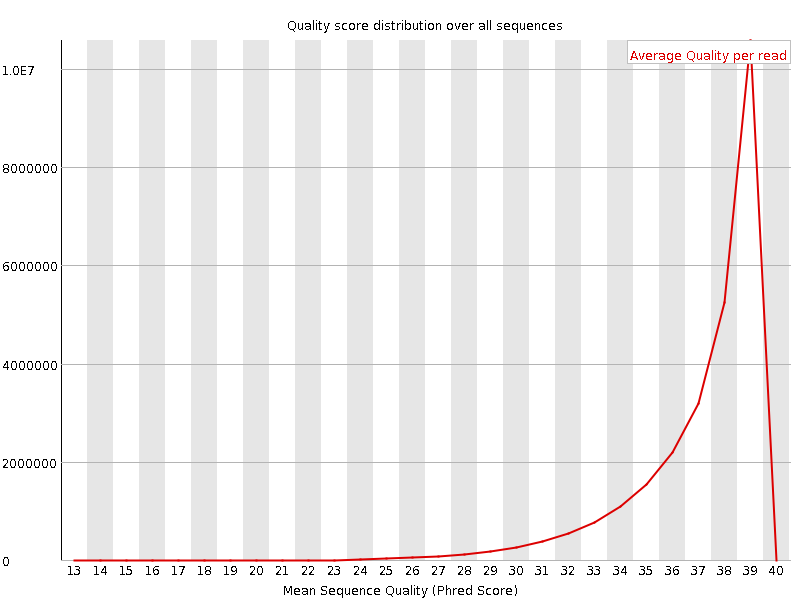 Quality score distribution over all sequences
Average Quality per read
1.0E7
8000000
6000000
4000000
2000000
0
13 14 15 16 17 18 19 20 21 22 23 24 25 26 27 28 29 30 31 32 33 34 35 36 37 38 39 40
Mean Sequence Quality (Phred Score)